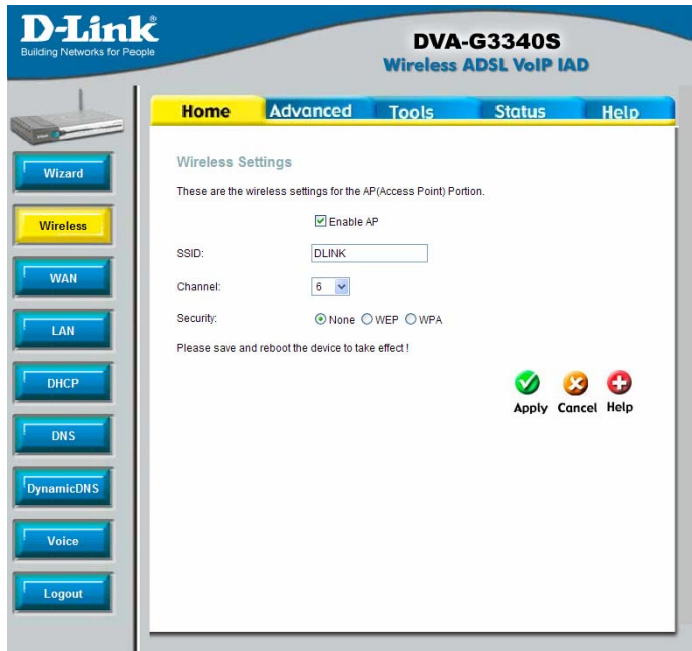 D-Link®
Building Networks for People
DVA-G3340S
Wireless ADSL VoIP IAD
Home Advanced Tools Status Help
Wizard
Wireless
WAN
LAN
DHCP
DNS
DynamicDNS
Voice
Logout
Wireless Settings
These are the wireless settings for the AP(Access Point) Portion.
Enable AP
SSID: DLINK
Channel: 6
Security: None WEP WPA
Please save and reboot the device to take effect !
Apply Cancel Help